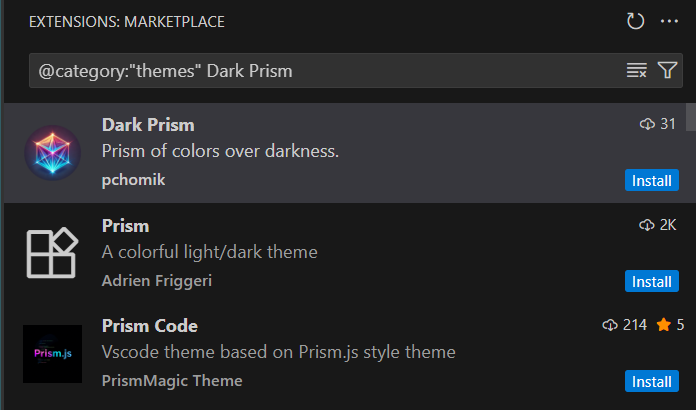 EXTENSIONS: MARKETPLACE
@category:"themes" Dark Prism
Dark Prism 31
Prism of colors over darkness.
pchomik Install
Prism 2K
A colorful light/dark theme
Adrien Friggeri Install
Prism.js
Prism Code 214 5
Vscode theme based on Prism.js style theme
PrismMagic Theme Install